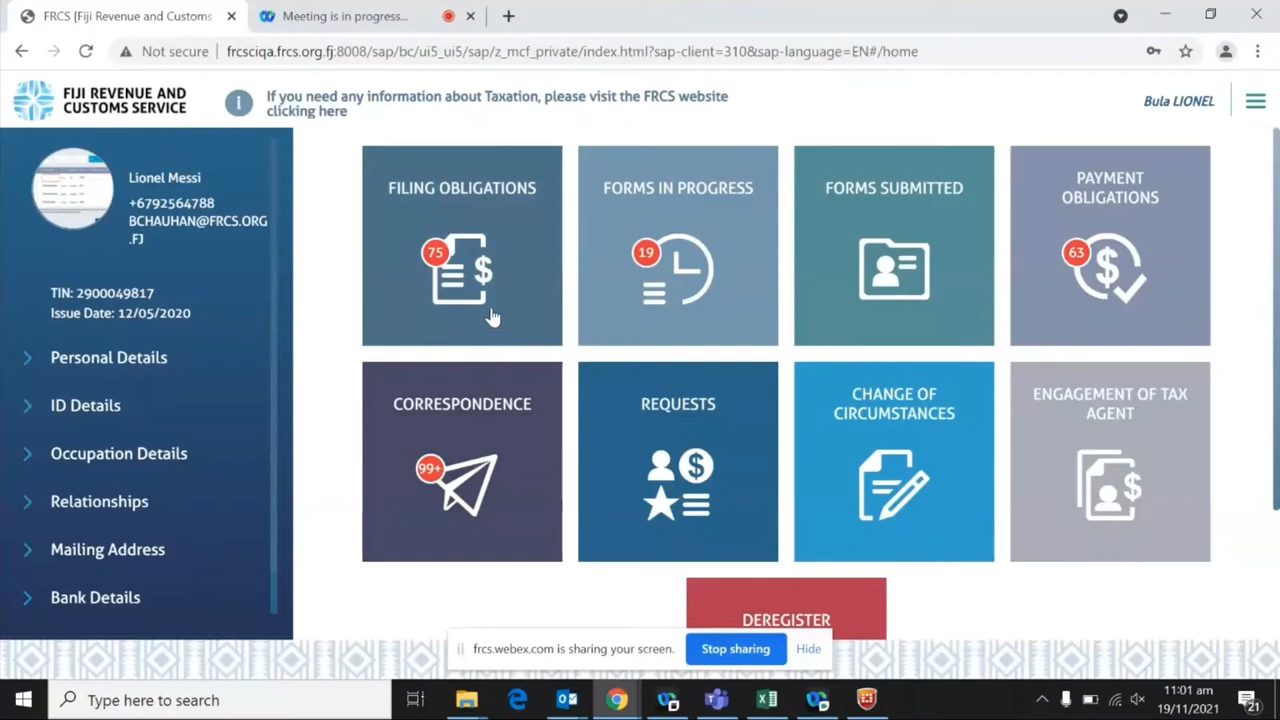 FRCS [Fiji Revenue and Customs
Meeting is in progress...
Not secure
frcsciqa.frcs.org.fj:8008/sap/bc/ui5_ui5/sap/z_mcf_private/index.html?sap-client=310&sap-language=EN#/home
FIJI REVENUE AND
CUSTOMS SERVICE
i
If you need any information about Taxation, please visit the FRCS website
clicking here
Bula LIONEL
Lionel Messi
+6792564788
BCHAUHAN@FRCS.ORG
.FJ
TIN: 2900049817
Issue Date: 12/05/2020
Personal Details
ID Details
Occupation Details
Relationships
Mailing Address
Bank Details
FILING OBLIGATIONS
75
$
FORMS IN PROGRESS
19
FORMS SUBMITTED
PAYMENT
OBLIGATIONS
63
$
CORRESPONDENCE
99+
REQUESTS
$
CHANGE OF
CIRCUMSTANCES
ENGAGEMENT OF TAX
AGENT
$
DEREGISTER
frcs.webex.com is sharing your screen.
Stop sharing
Hide
Type here to search
11:01 am
19/11/2021
21